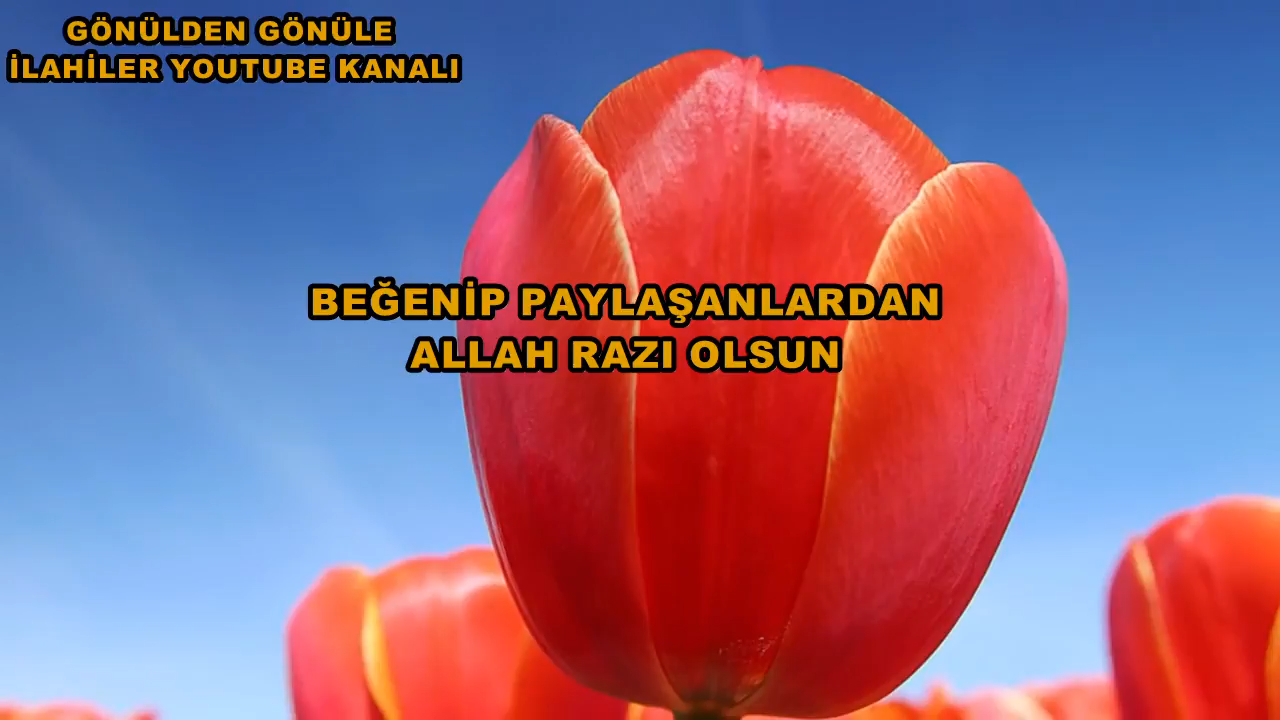 GÖNÜLDEN GÖNÜLE
İLAHİLER YOUTUBE KANALI
BEĞENİP PAYLAŞANLARDAN
ALLAH RAZI OLSUN